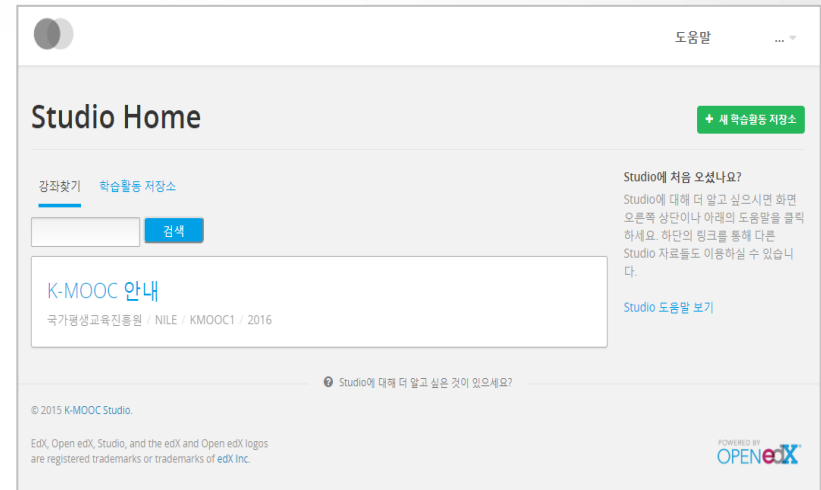 도움말 ...
Studio Home
+ 새 학습활동 저장소
강좌찾기 학습활동 저장소
검색
K-MOOC 안내
국가평생교육진흥원 / NILE / KMOOC1 / 2016
Studio에 처음 오셨나요?
Studio에 대해 더 알고 싶으시면 화면
오른쪽 상단이나 아래의 도움말을 클릭
하세요. 하단의 링크를 통해 다른
Studio 자료들도 이용하실 수 있습니
다.
Studio 도움말 보기
Studio에 대해 더 알고 싶은 것이 있으세요?
© 2015 K-MOOC Studio.
EdX, Open edX, Studio, and the edX and Open edX logos
are registered trademarks or trademarks of edX Inc.
POWERED BY
OPEN edX